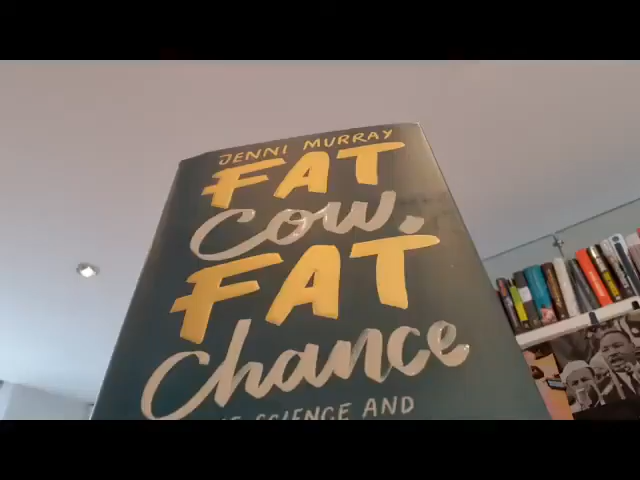 JENNI MURRAY
FAT
COW,
FAT
Chance
SCIENCE AND